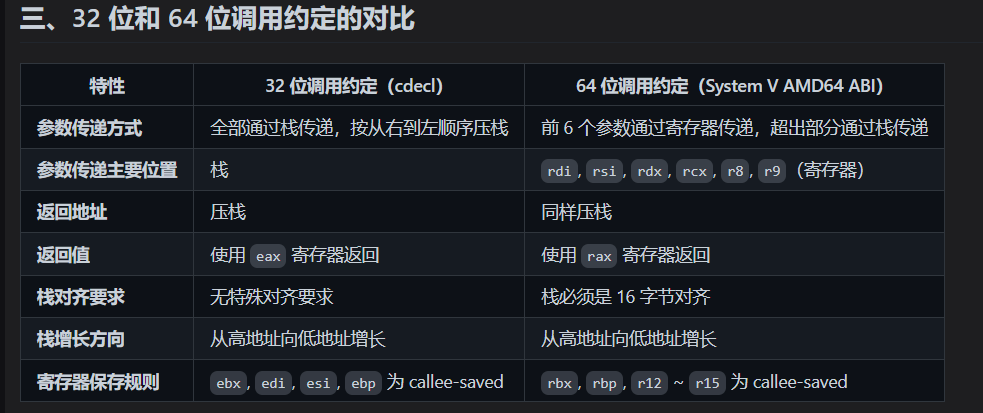 三、32 位和 64 位调用约定的对比
特性 32 位调用约定（cdecl） 64 位调用约定（System V AMD64 ABI）
参数传递方式 全部通过栈传递，按从右到左顺序压栈 前 6 个参数通过寄存器传递，超出部分通过栈传递
参数传递主要位置 栈 rdi, rsi, rdx, rcx, r8, r9（寄存器）
返回地址 压栈 同样压栈
返回值 使用 eax 寄存器返回 使用 rax 寄存器返回
栈对齐要求 无特殊对齐要求 栈必须是 16 字节对齐
栈增长方向 从高地址向低地址增长 从高地址向低地址增长
寄存器保存规则 ebx, edi, esi, ebp 为 callee-saved rbx, rbp, r12 ~ r15 为 callee-saved